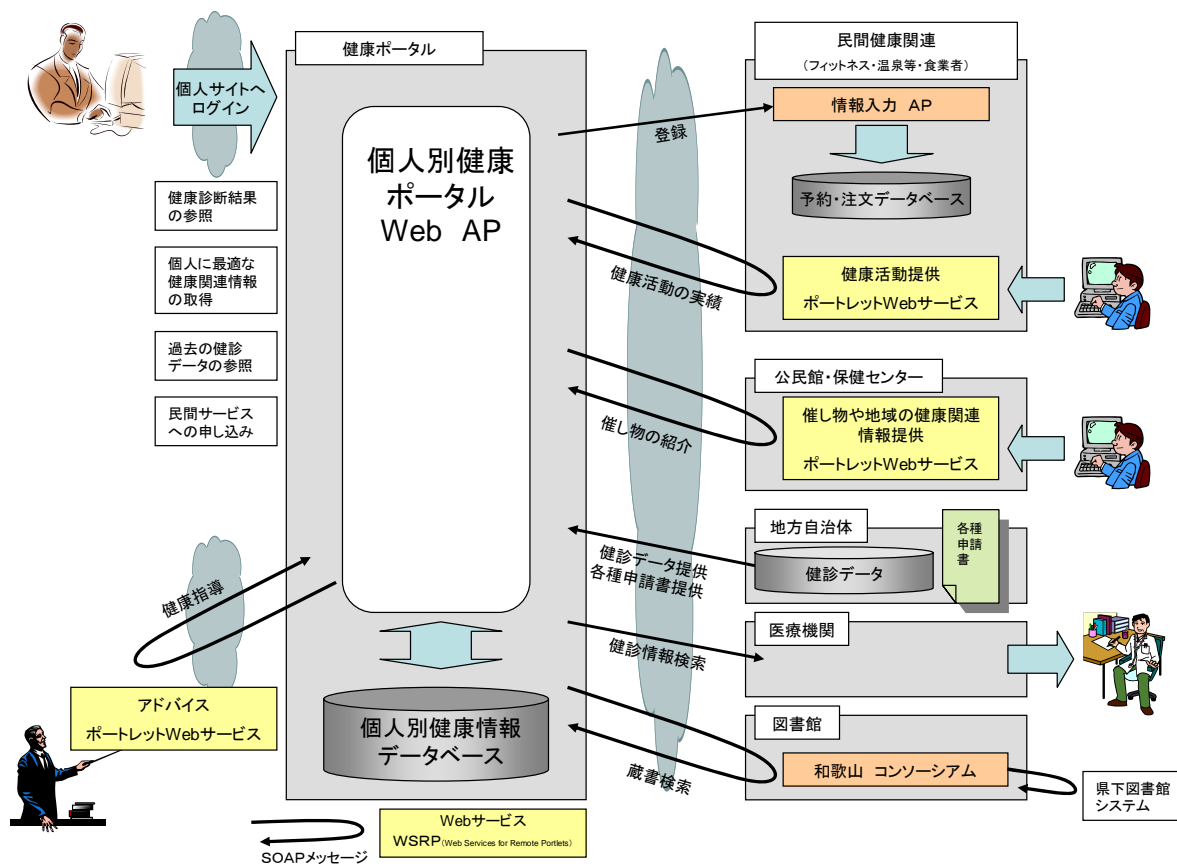 個人サイトへ
ログイン
健康診断結果
の参照
個人に最適な
健康関連情報
の取得
過去の健診
データの参照
民間サービス
への申し込み
健康指導
アドバイス
ポートレットWebサービス
健康ポータル
個人別健康
ポータル
Web AP
個人別健康情報
データベース
SOAPメッセージ
Webサービス
WSRP(Web Services for Remote Portlets)
登録
健康活動の実績
催し物の紹介
健診データ提供
各種申請書提供
健診情報検索
蔵書検索
民間健康関連
(フィットネス・温泉等・食業者)
情報入力 AP
予約・注文データベース
健康活動提供
ポートレットWebサービス
公民館・保健センター
催し物や地域の健康関連
情報提供
ポートレットWebサービス
地方自治体
健診データ
各種
申請
書
医療機関
図書館
和歌山 コンソーシアム
県下図書館
システム